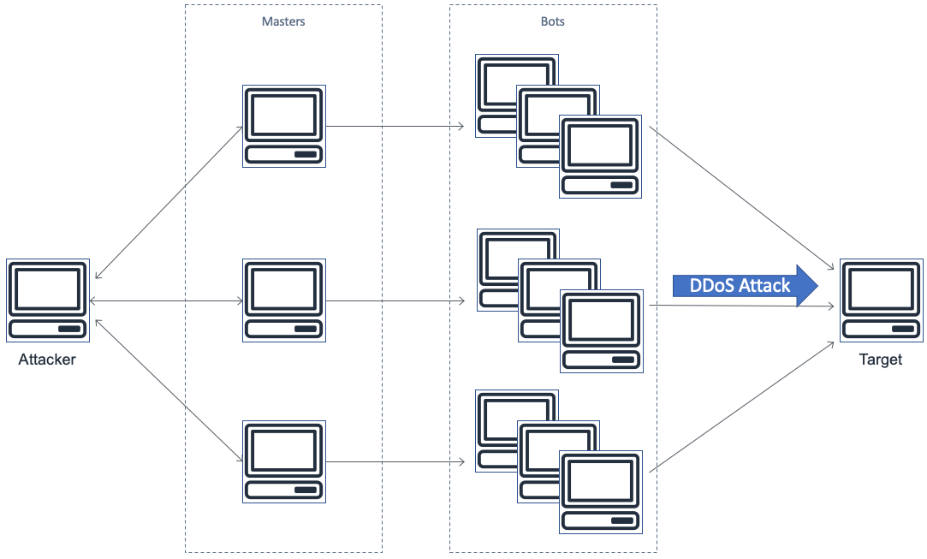 Masters
Bots
DDoS Attack
Attacker
Target